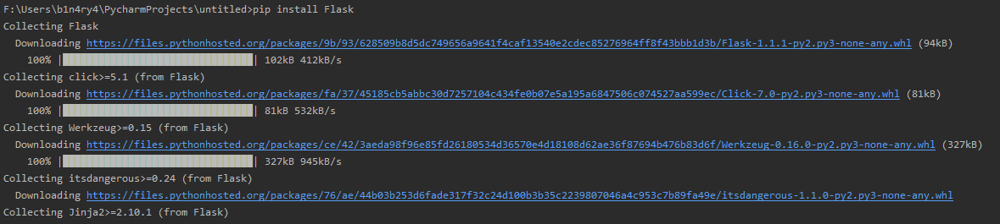 F:\Users\b1n4ry4\PycharmProjects\untitled>pip install Flask
Collecting Flask
Downloading https://files.pythonhosted.org/packages/9b/93/628509b8d5dc749656a9641f4caf13540e2cdec85276964ff8f43bbb1d3b/Flask-1.1.1-py2.py3-none-any.whl (94kB)
100% |████████████████████████████████| 102kB 412kB/s
Collecting click>=5.1 (from Flask)
Downloading https://files.pythonhosted.org/packages/fa/37/45185cb5abbc30d7257104c434fe0b07e5a195a6847506c074527aa599ec/Click-7.0-py2.py3-none-any.whl (81kB)
100% |████████████████████████████████| 81kB 532kB/s
Collecting Werkzeug>=0.15 (from Flask)
Downloading https://files.pythonhosted.org/packages/ce/42/3aeda98f96e85fd26180534d36570e4d18108d62ae36f87694b476b83d6f/Werkzeug-0.16.0-py2.py3-none-any.whl (327kB)
100% |████████████████████████████████| 327kB 945kB/s
Collecting itsdangerous>=0.24 (from Flask)
Downloading https://files.pythonhosted.org/packages/76/ae/44b03b253d6fade317f32c24d100b3b35c2239807046a4c953c7b89fa49e/itsdangerous-1.1.0-py2.py3-none-any.whl
Collecting Jinja2>=2.10.1 (from Flask)